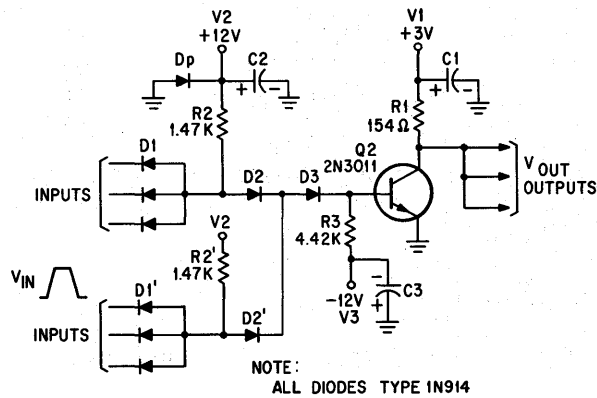 V2
+12V
V1
+3V
Dp
C2
+
-
C1
+
-
R2
1.47K
R1
154Ω
Q2
2N3011
D1
D2
D3
INPUTS
V OUT
OUTPUTS
V2
R3
4.42K
R2'
1.47K
VIN
D1'
-12V
V3
-
+
C3
INPUTS
D2'
NOTE:
ALL DIODES TYPE 1N914